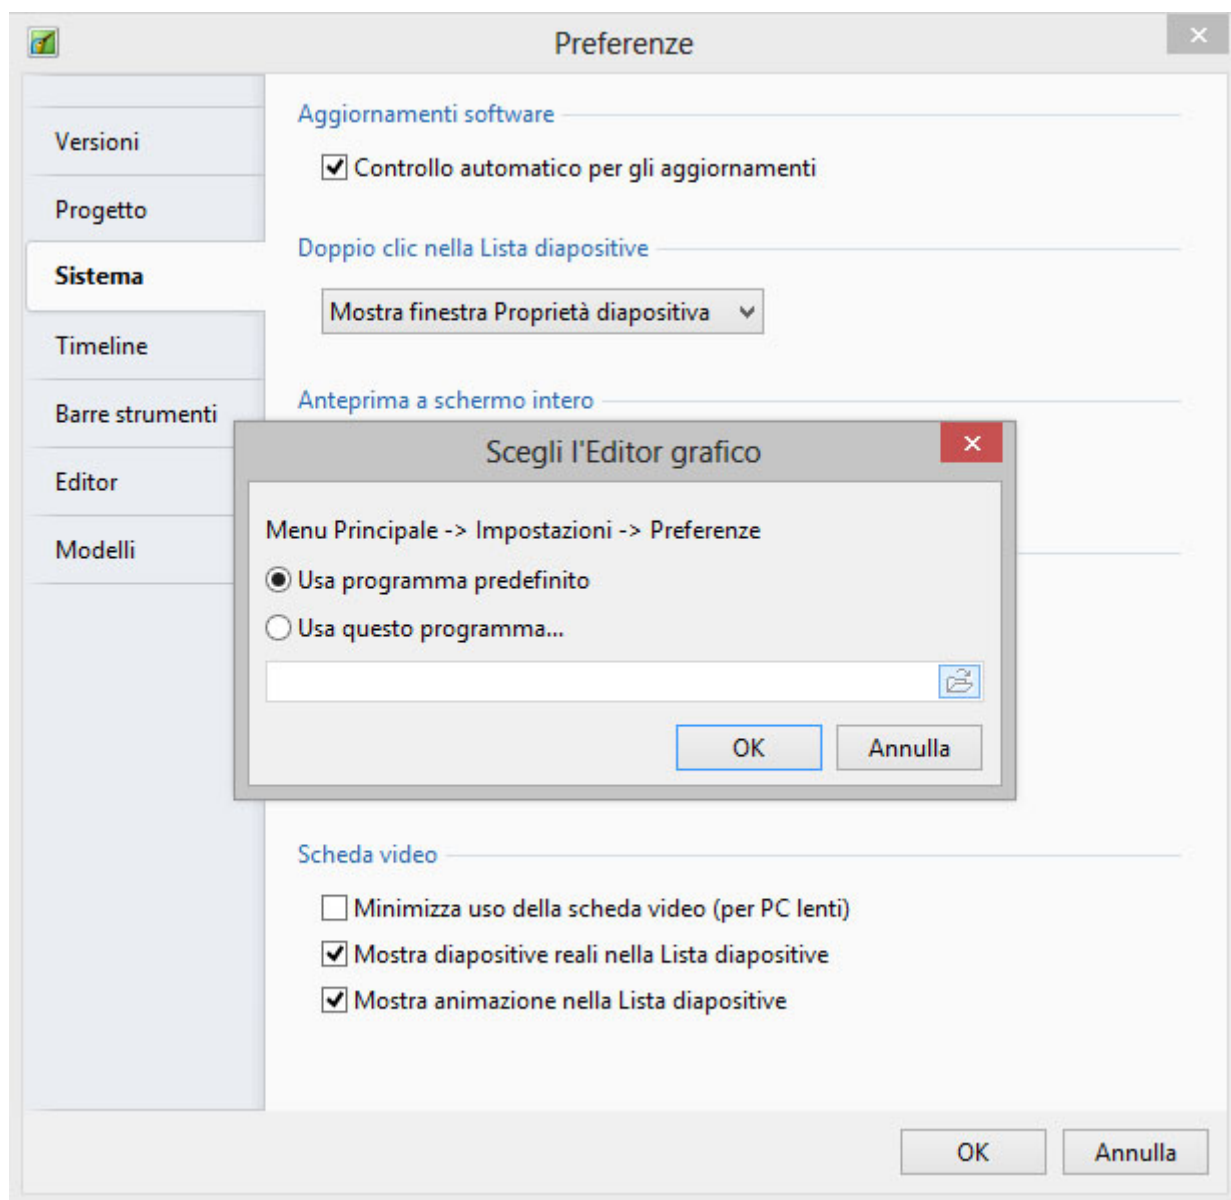 Preferenze
Versioni
Progetto
Sistema
Timeline
Barre strumenti
Editor
Modelli
Aggiornamenti software
Controllo automatico per gli aggiornamenti
Doppio clic nella Lista diapositive
Mostra finestra Proprietà diapositiva
Anteprima a schermo intero
Scegli l'Editor grafico
Menu Principale -> Impostazioni -> Preferenze
Usa programma predefinito
Usa questo programma...
OK Annulla
Scheda video
Minimizza uso della scheda video (per PC lenti)
Mostra diapositive reali nella Lista diapositive
Mostra animazione nella Lista diapositive
OK Annulla